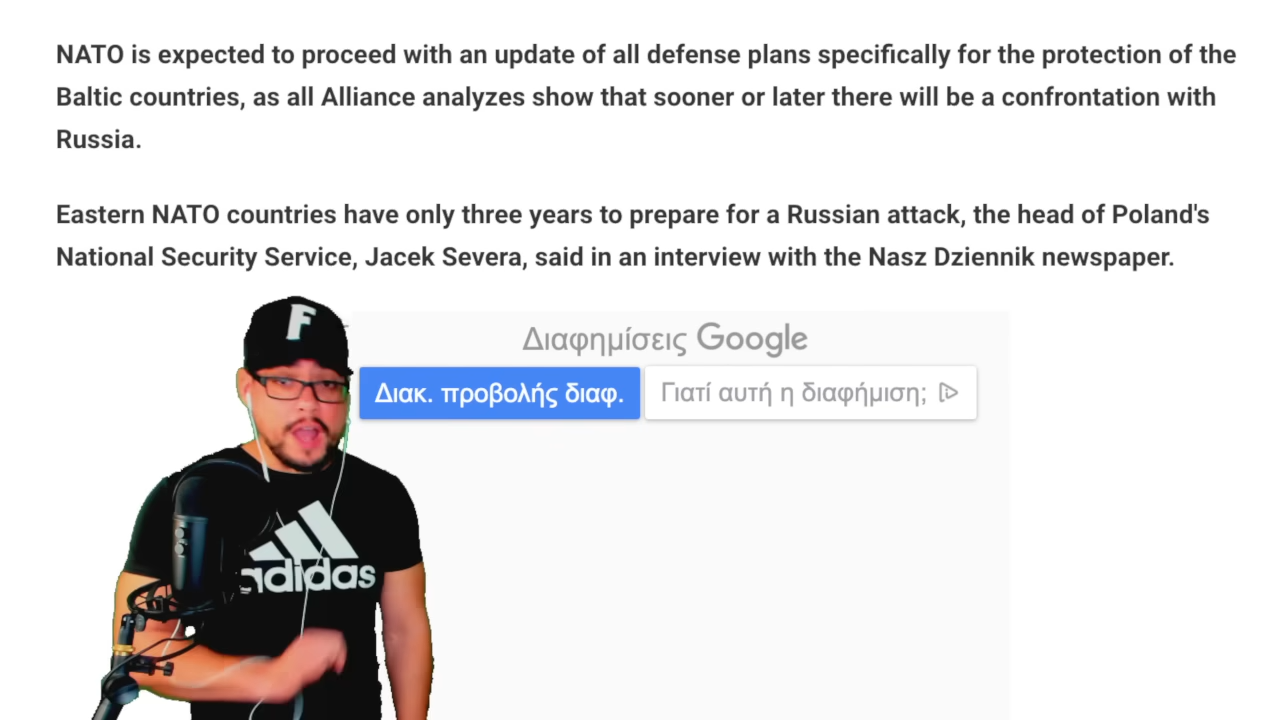 NATO is expected to proceed with an update of all defense plans specifically for the protection of the
Baltic countries, as all Alliance analyzes show that sooner or later there will be a confrontation with
Russia.
Eastern NATO countries have only three years to prepare for a Russian attack, the head of Poland's
National Security Service, Jacek Severa, said in an interview with the Nasz Dziennik newspaper.
F
Διαφημίσεις Google
Διακ. προβολής διαφ.
Γιατί αυτή η διαφήμιση;
adidas